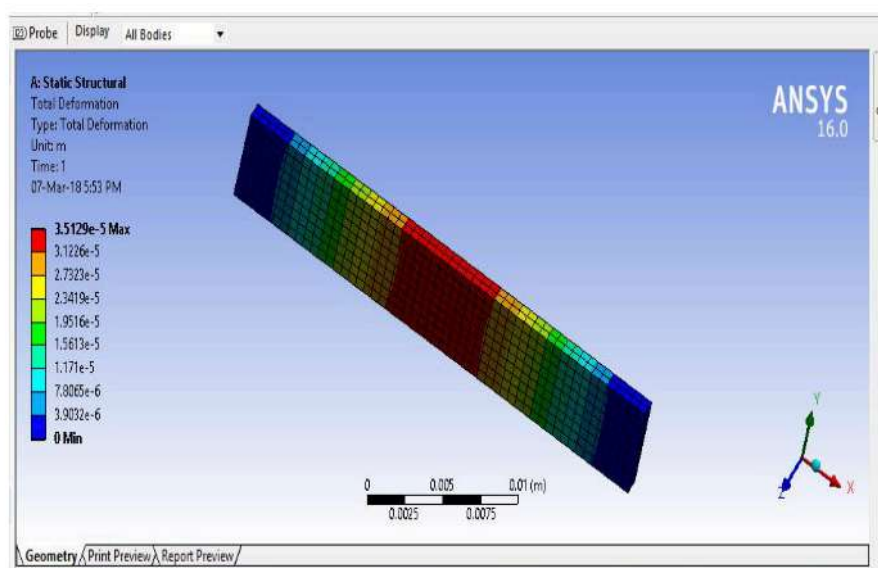 Probe Display All Bodies
A: Static Structural
Total Deformation
Type: Total Deformation
Unit: m
Time: 1
07-Mar-18 5:53 PM
ANSYS
16.0
3.5129e-5 Max
3.1226e-5
2.7323e-5
2.3419e-5
1.9516e-5
1.5613e-5
1.171e-5
7.8065e-6
3.9032e-6
0 Min
0 0.005 0.01 (m)
0.0025 0.0075
Y
X
Z
Geometry Print Preview Report Preview